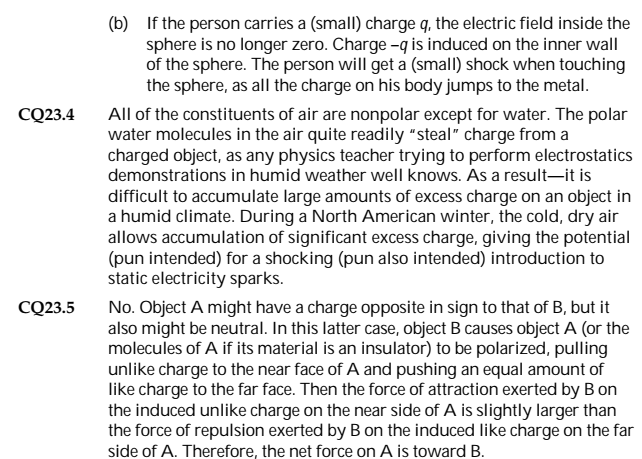 (b) If the person carries a (small) charge q, the electric field inside the
sphere is no longer zero. Charge –q is induced on the inner wall
of the sphere. The person will get a (small) shock when touching
the sphere, as all the charge on his body jumps to the metal.
CQ23.4 All of the constituents of air are nonpolar except for water. The polar
water molecules in the air quite readily “steal” charge from a
charged object, as any physics teacher trying to perform electrostatics
demonstrations in humid weather well knows. As a result—it is
difficult to accumulate large amounts of excess charge on an object in
a humid climate. During a North American winter, the cold, dry air
allows accumulation of significant excess charge, giving the potential
(pun intended) for a shocking (pun also intended) introduction to
static electricity sparks.
CQ23.5 No. Object A might have a charge opposite in sign to that of B, but it
also might be neutral. In this latter case, object B causes object A (or the
molecules of A if its material is an insulator) to be polarized, pulling
unlike charge to the near face of A and pushing an equal amount of
like charge to the far face. Then the force of attraction exerted by B on
the induced unlike charge on the near side of A is slightly larger than
the force of repulsion exerted by B on the induced like charge on the far
side of A. Therefore, the net force on A is toward B.